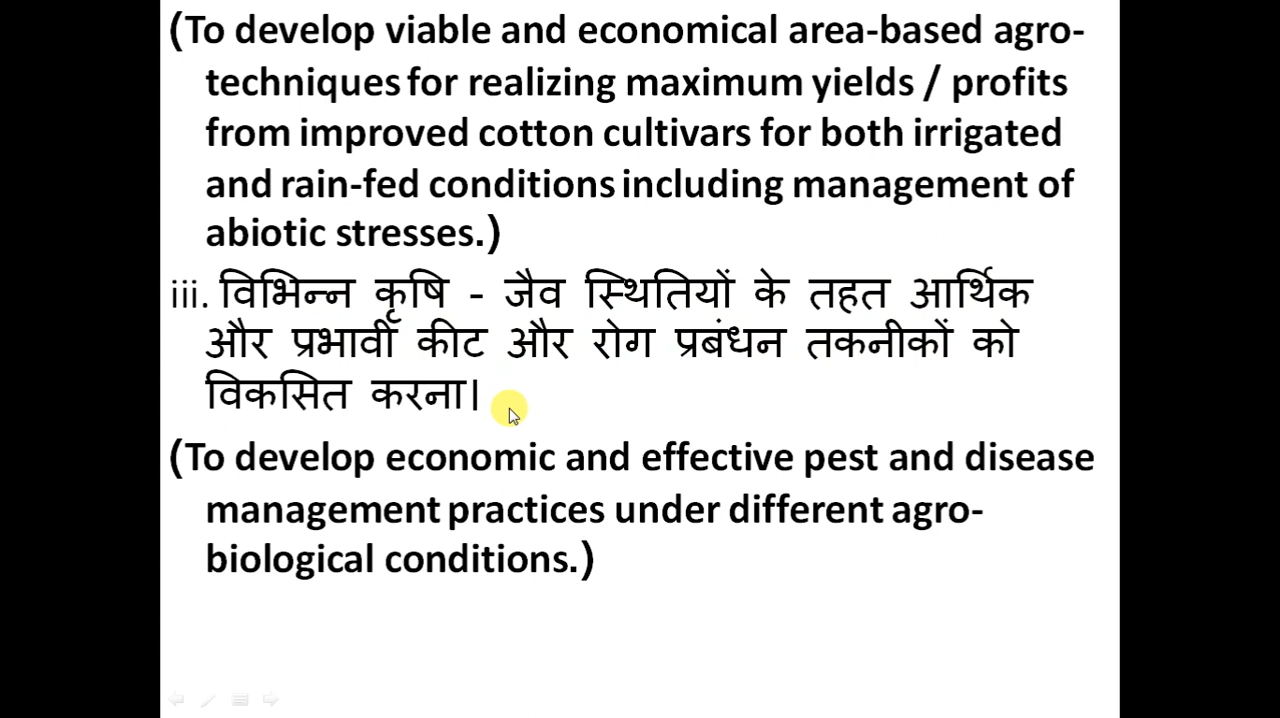 (To develop viable and economical area-based agro-
techniques for realizing maximum yields / profits
from improved cotton cultivars for both irrigated
and rain-fed conditions including management of
abiotic stresses.)
iii. विभिन्न कृषि - जैव स्थितियों के तहत आर्थिक
और प्रभावी कीट और रोग प्रबंधन तकनीकों को
विकसित करना।
(To develop economic and effective pest and disease
management practices under different agro-
biological conditions.)